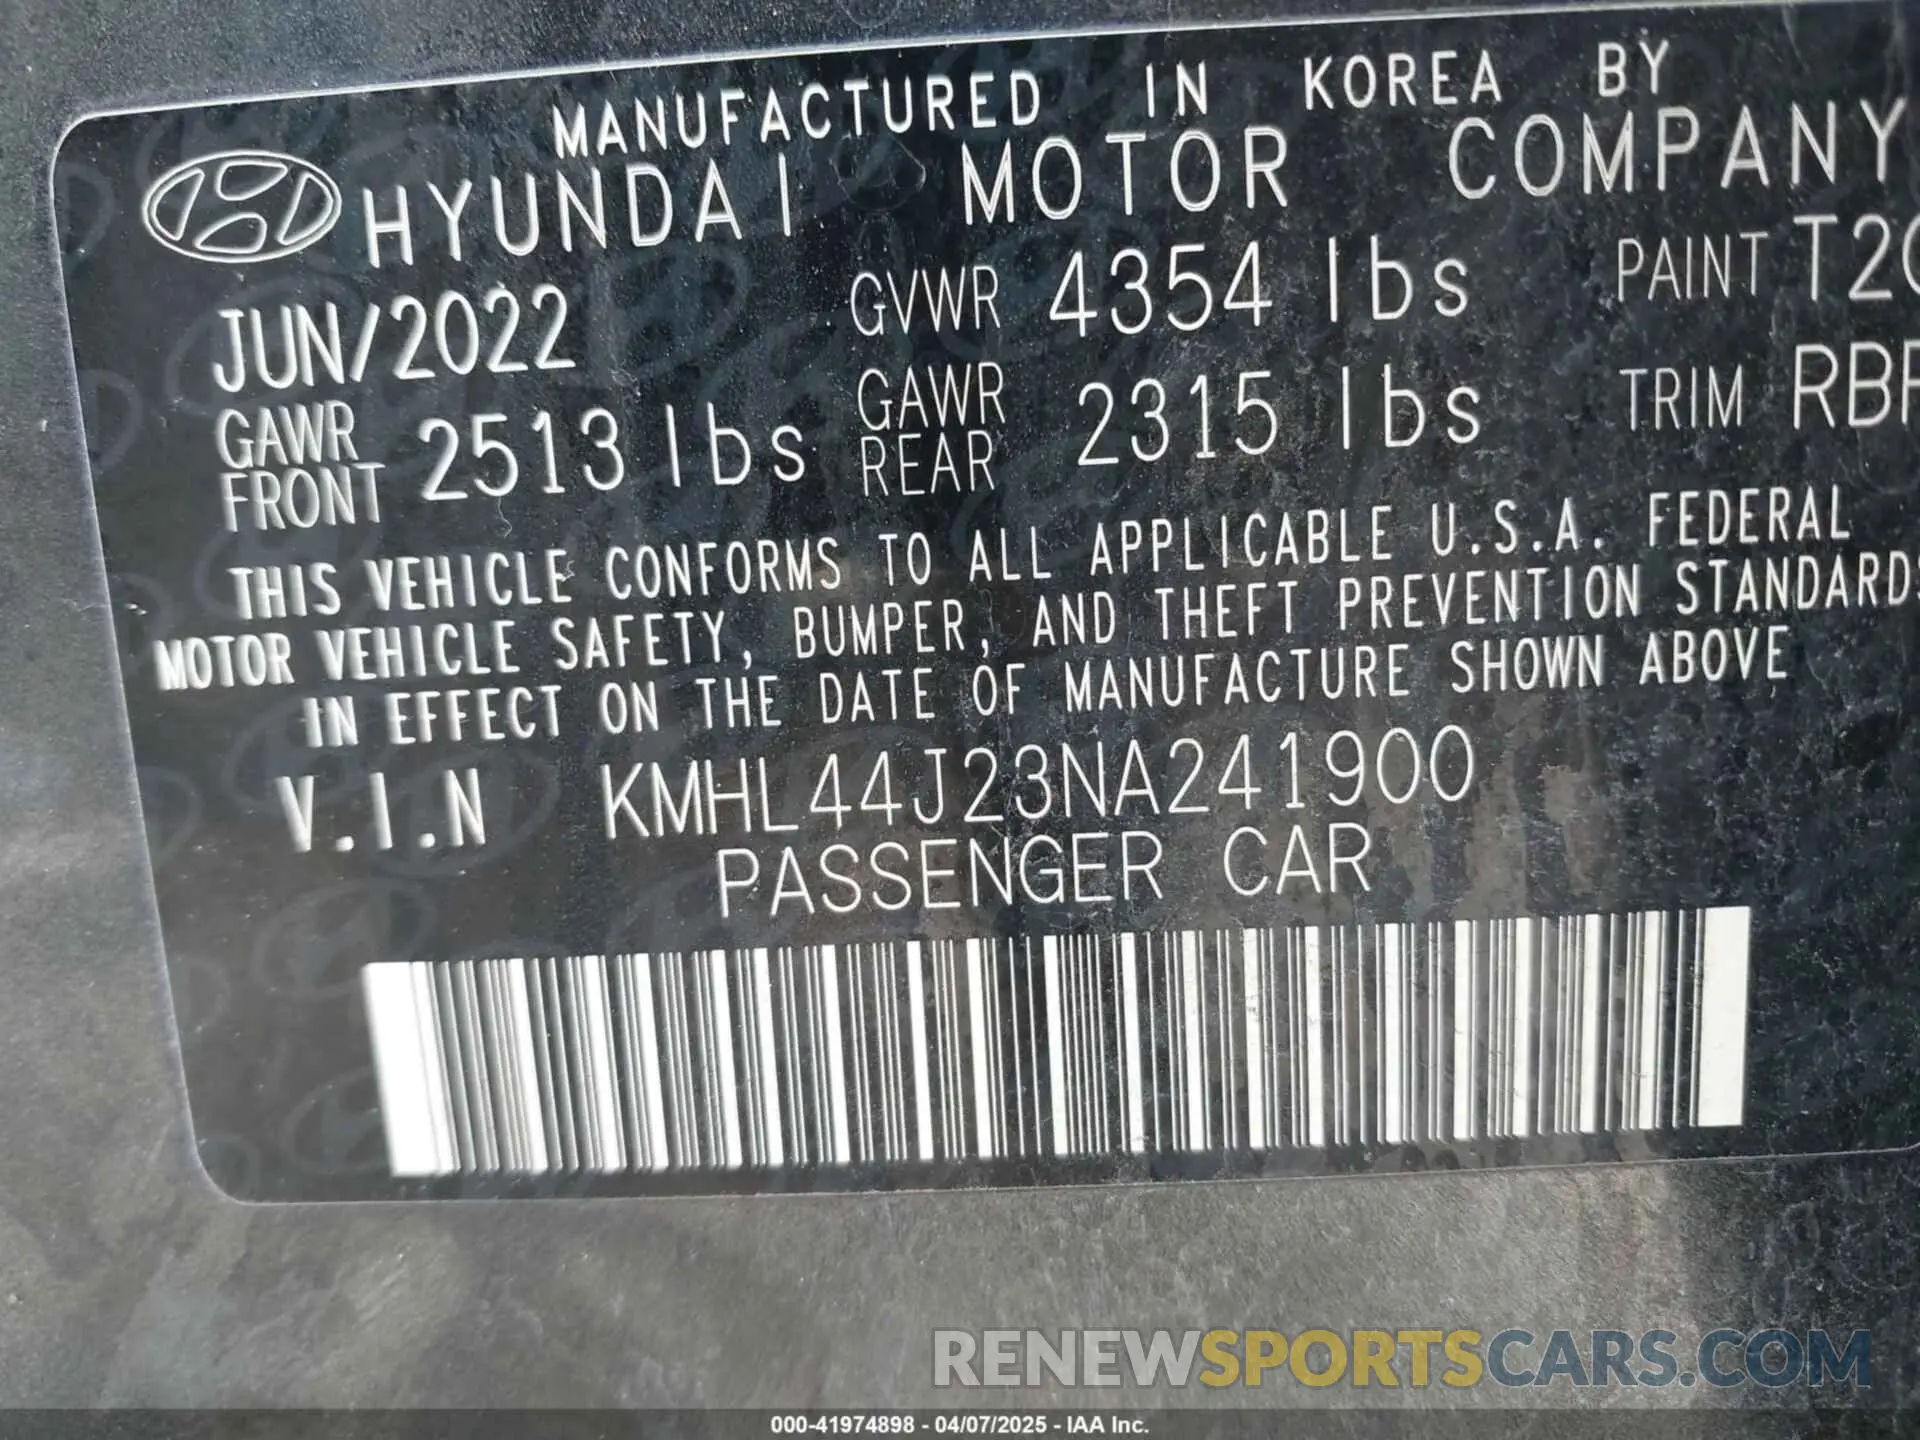 MANUFACTURED IN KOREA BY
HYUNDAI MOTOR COMPANY
JUN/2022 GVWR 4354 lbs PAINT
GAWR FRONT 2513 lbs GAWR REAR 2315 lbs TRIM
THIS VEHICLE CONFORMS TO ALL APPLICABLE U.S.A. FEDERAL
MOTOR VEHICLE SAFETY, BUMPER, AND THEFT PREVENTION STANDARDS
IN EFFECT ON THE DATE OF MANUFACTURE SHOWN ABOVE
V.I.N KMHL44J23NA241900
PASSENGER CAR
RENEWSPORTSCARS.COM
000-41974898 - 04/07/2025 - IAA Inc.